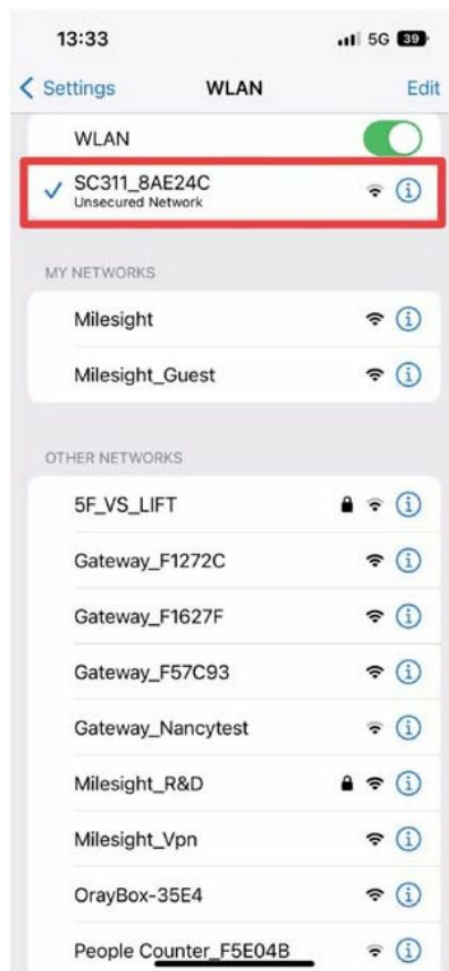 13:33 5G 39
Settings WLAN Edit
WLAN
SC311_8AE24C
Unsecured Network
MY NETWORKS
Milesight
Milesight_Guest
OTHER NETWORKS
5F_VS_LIFT
Gateway_F1272C
Gateway_F1627F
Gateway_F57C93
Gateway_Nancytest
Milesight_R&D
Milesight_Vpn
OrayBox-35E4
People Counter_F5E04B